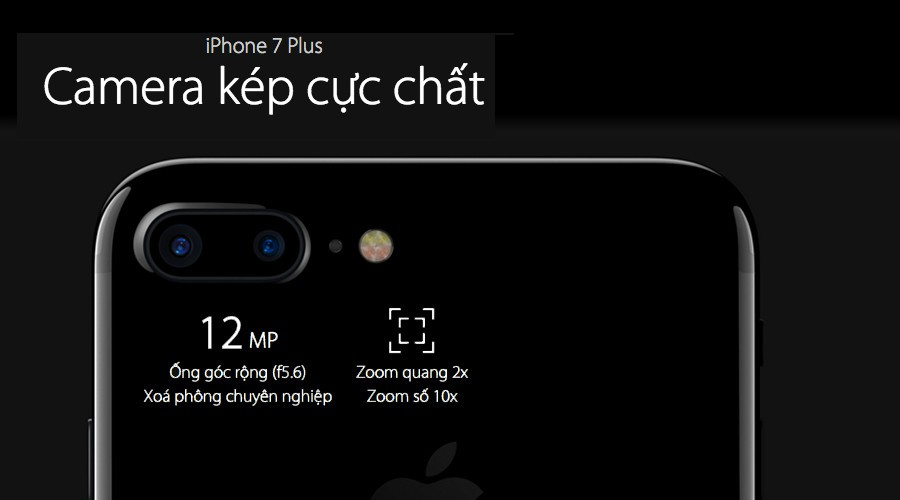 iPhone 7 Plus
Camera kép cực chất
12 MP
Ống góc rộng (f5.6)
Xoá phông chuyên nghiệp
Zoom quang 2x
Zoom số 10x